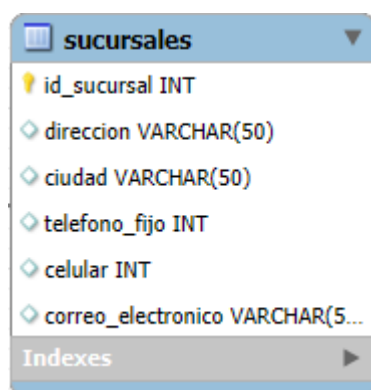 sucursales
id_sucursal INT
direccion VARCHAR(50)
ciudad VARCHAR(50)
telefono_fijo INT
celular INT
correo_electronico VARCHAR(5...
Indexes